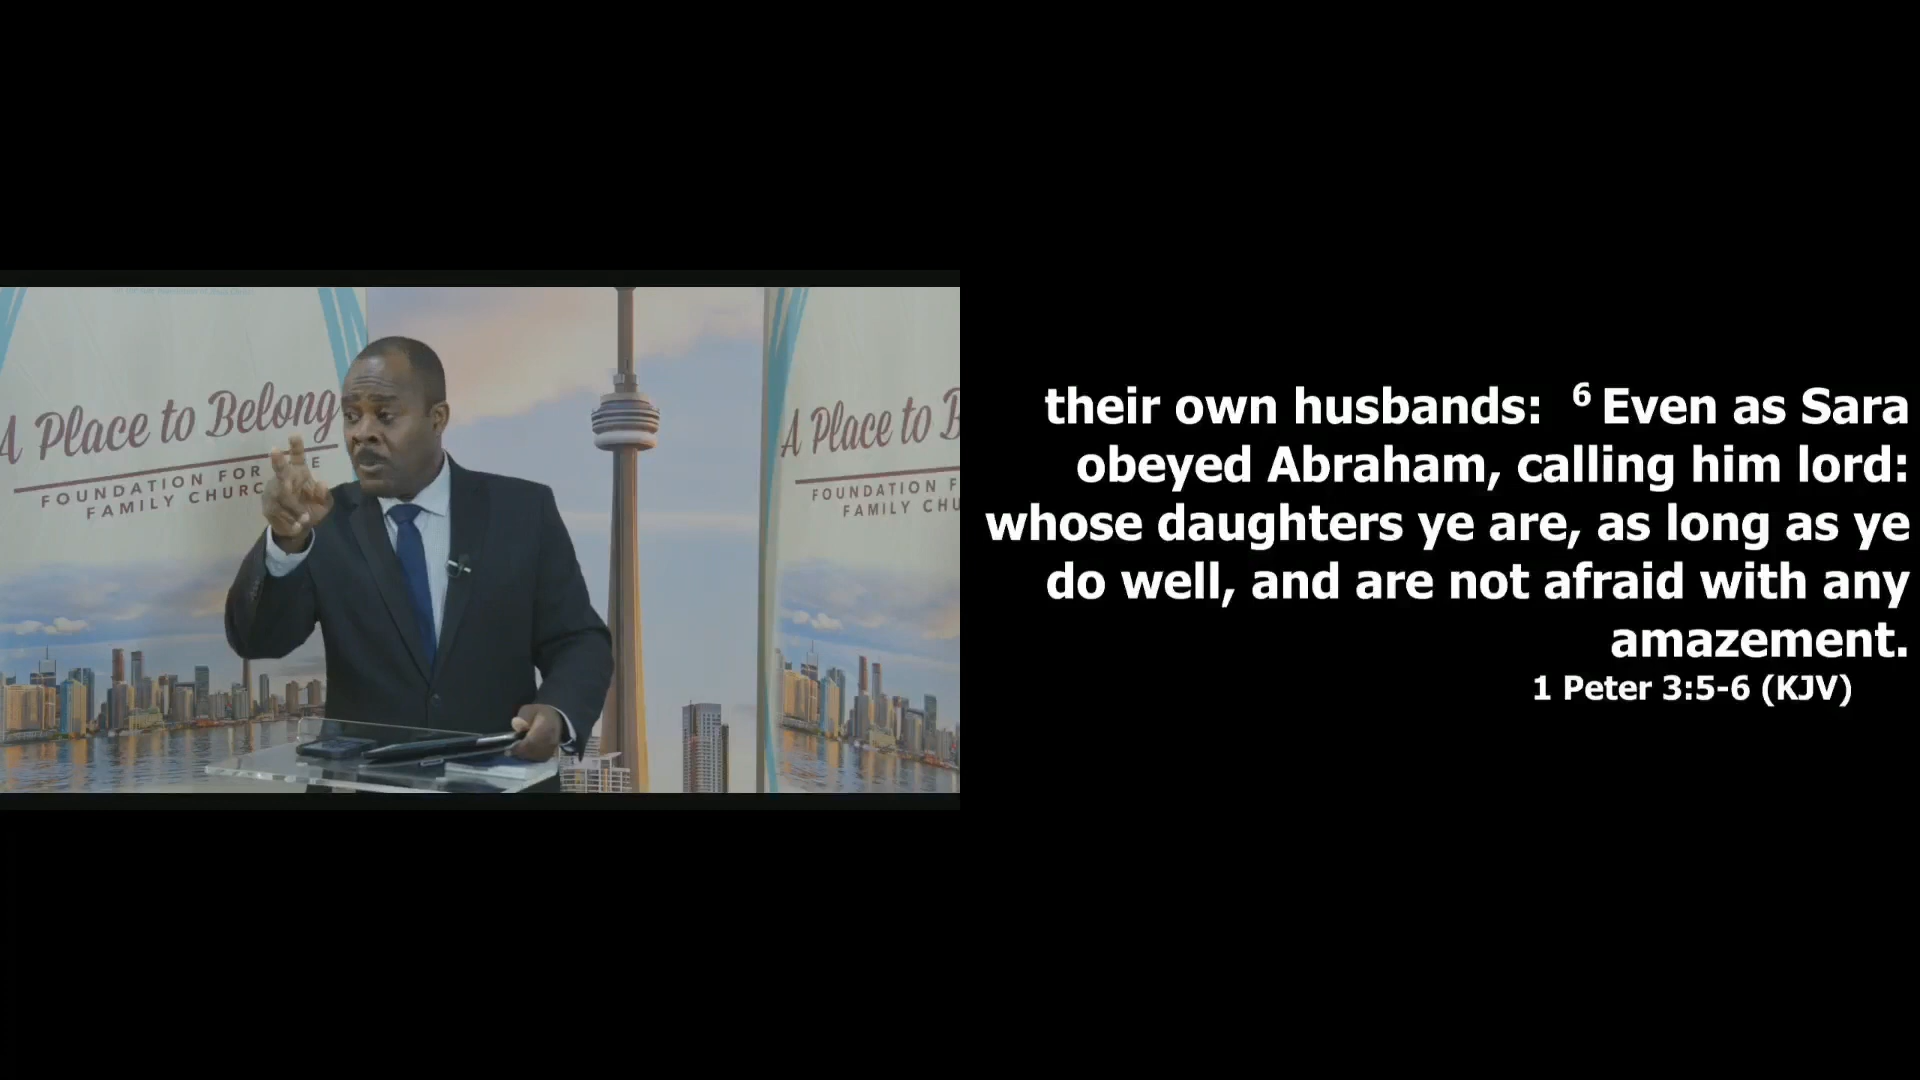 A Place to Belong
FOUNDATION FOR
FAMILY CHURC
A Place to B
FOUNDATION F
FAMILY CHU
their own husbands: 6 Even as Sara
obeyed Abraham, calling him lord:
whose daughters ye are, as long as ye
do well, and are not afraid with any
amazement.
1 Peter 3:5-6 (KJV)